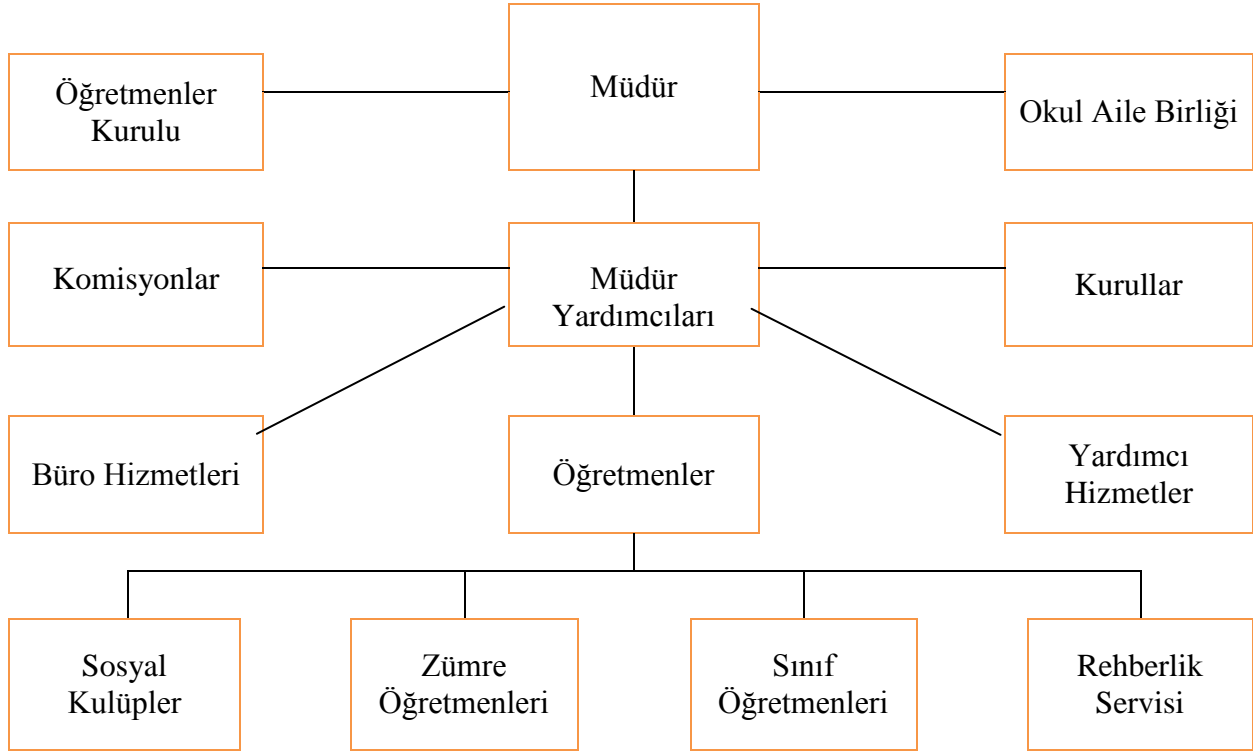 Öğretmenler
Kurulu
Müdür
Okul Aile Birliği
Komisyonlar
Müdür
Yardımcıları
Kurullar
Büro Hizmetleri
Öğretmenler
Yardımcı
Hizmetler
Sosyal
Kulüpler
Zümre
Öğretmenleri
Sınıf
Öğretmenleri
Rehberlik
Servisi